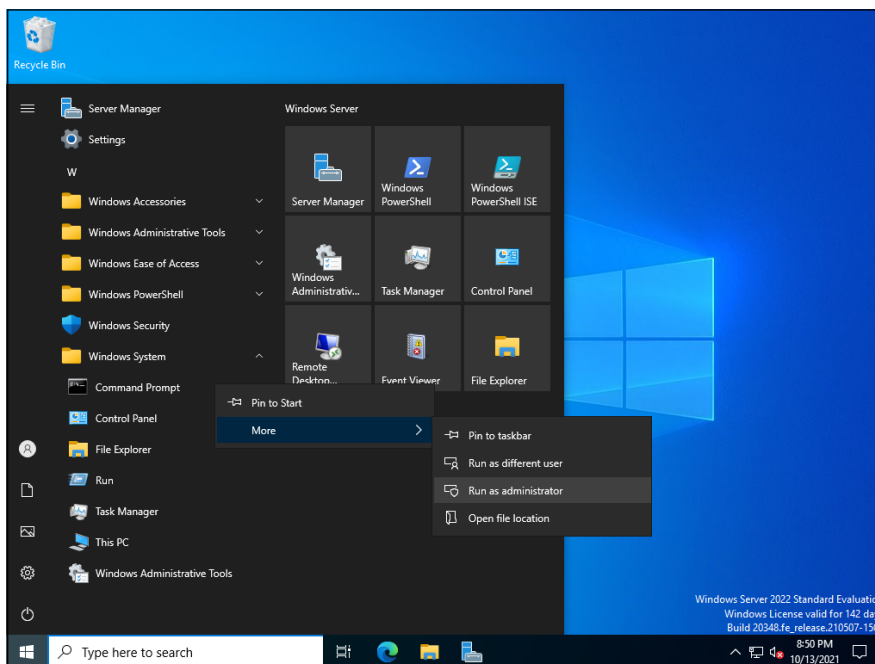 Recycle Bin
Server Manager
Settings
W
Windows Accessories
Windows Administrative Tools
Windows Ease of Access
Windows PowerShell
Windows Security
Windows System
Command Prompt
Control Panel
File Explorer
Run
Task Manager
This PC
Windows Administrative Tools
Windows Server
Server Manager
Windows
PowerShell
Windows
PowerShell ISE
Windows
Administrativ...
Task Manager
Control Panel
Remote
Desktop...
Event Viewer
File Explorer
Pin to Start
More
Pin to taskbar
Run as different user
Run as administrator
Open file location
Windows Server 2022 Standard Evaluatio
Windows License valid for 142 da
Build 20348.fe_release.210507-150
Type here to search
8:50 PM
10/13/2021